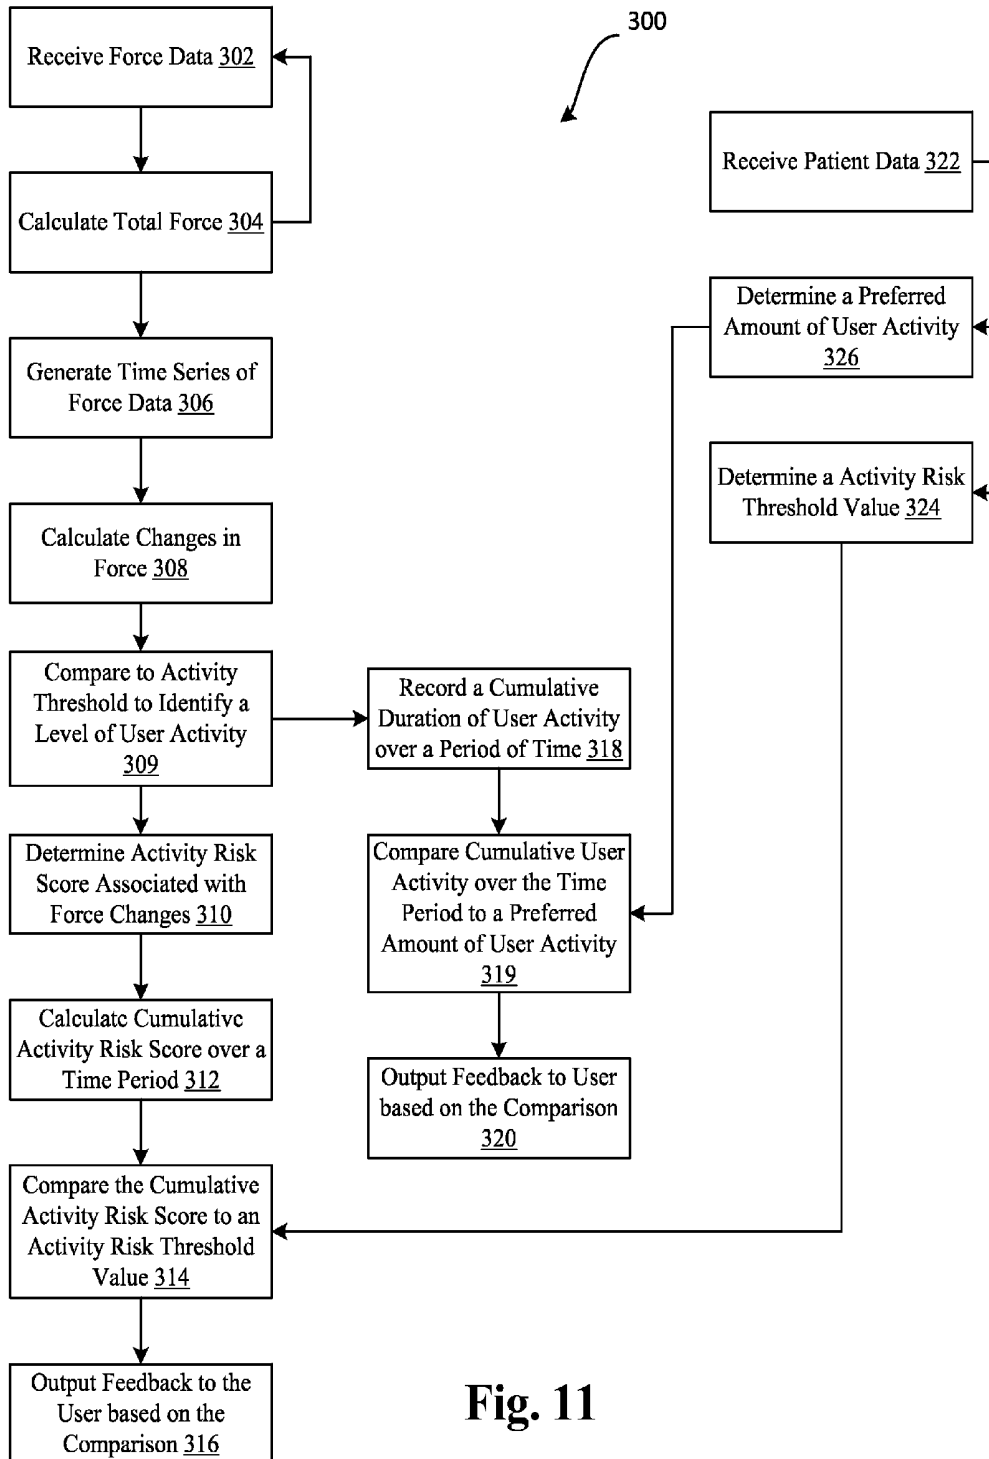 300
Receive Force Data 302
Receive Patient Data 322
Calculate Total Force 304
Determine a Preferred
Amount of User Activity
326
Generate Time Series of
Force Data 306
Determine a Activity Risk
Threshold Value 324
Calculate Changes in
Force 308
Compare to Activity
Threshold to Identify a
Level of User Activity
309
Record a Cumulative
Duration of User Activity
over a Period of Time 318
Determine Activity Risk
Score Associated with
Force Changes 310
Compare Cumulative User
Activity over the Time
Period to a Preferred
Amount of User Activity
319
Calculate Cumulative
Activity Risk Score over a
Time Period 312
Output Feedback to User
based on the Comparison
320
Compare the Cumulative
Activity Risk Score to an
Activity Risk Threshold
Value 314
Output Feedback to the
User based on the
Comparison 316
Fig. 11